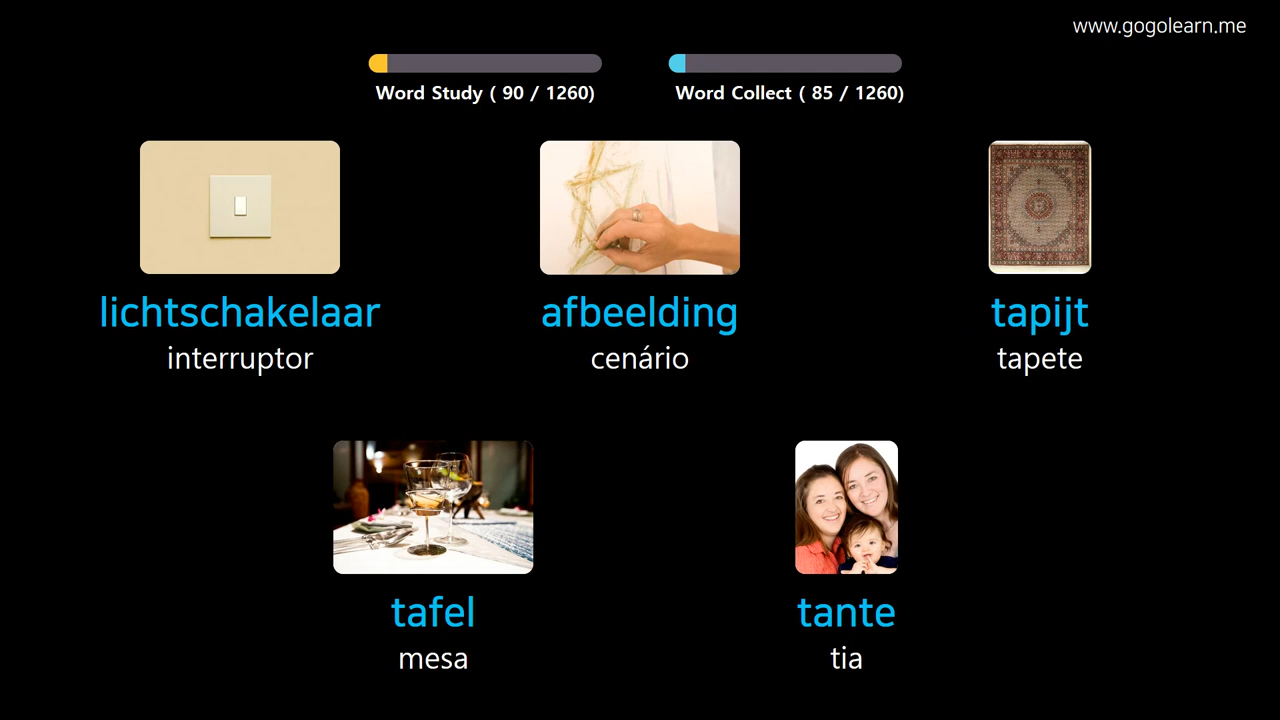 www.gogolearn.me
Word Study ( 90 / 1260)
Word Collect ( 85 / 1260)
lichtschakelaar
interruptor
afbeelding
cenário
tapijt
tapete
tafel
mesa
tante
tia